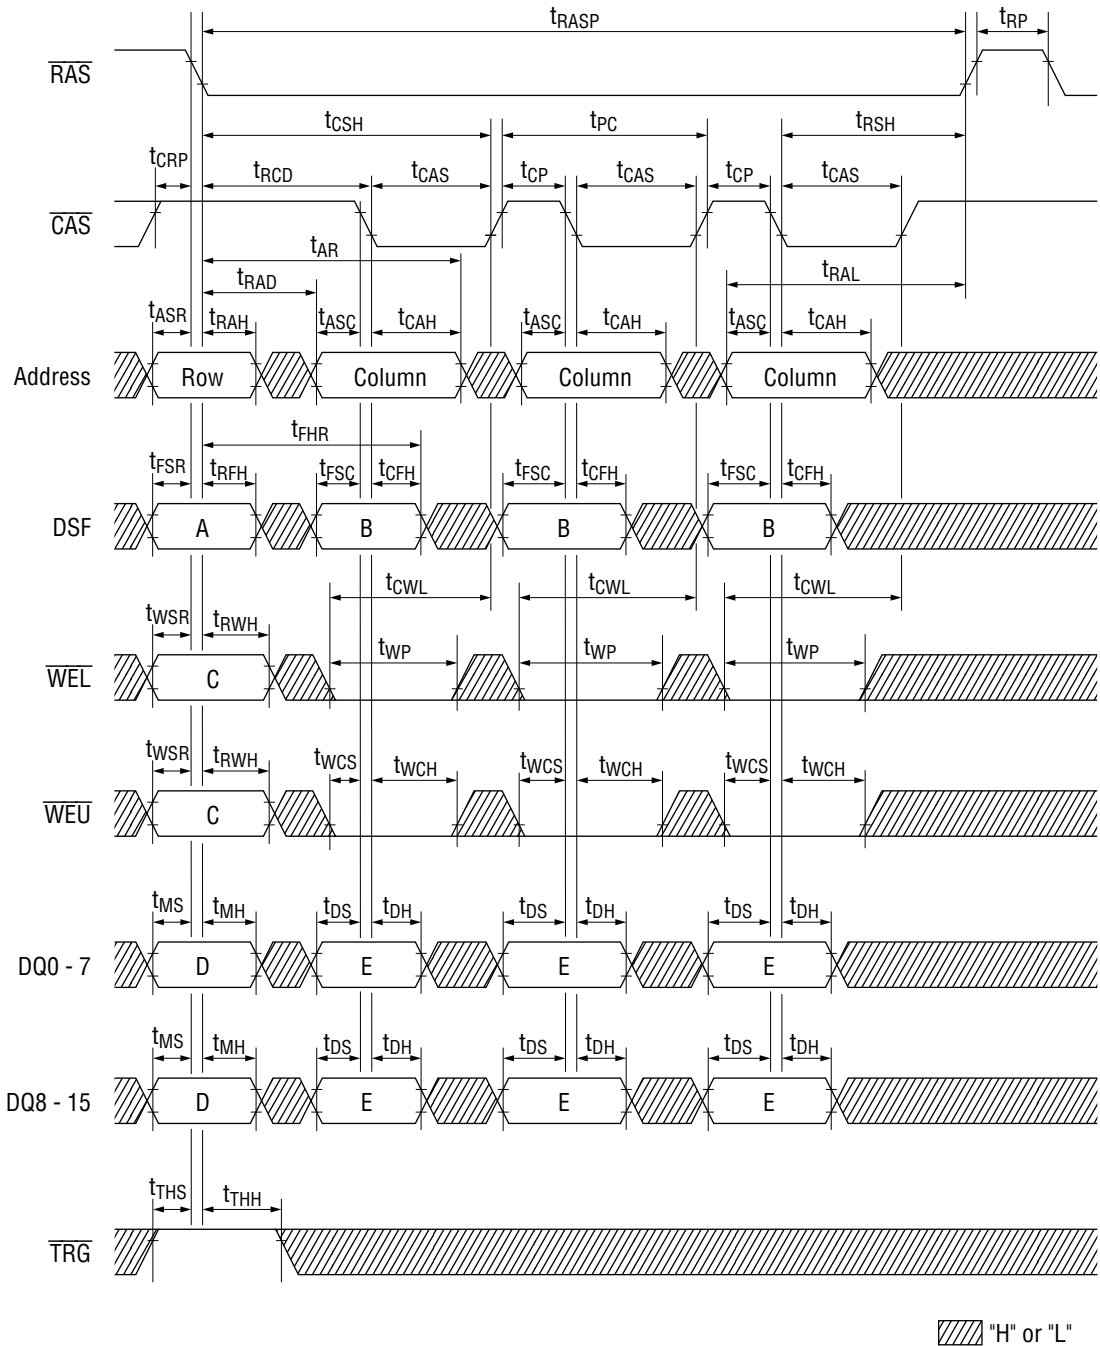 tRASP tRP
RAS
tCSH tPC tRSH
tCRP tRCD tCAS tCP tCAS tCP tCAS
CAS
tAR
tRAD tRAL
tASR tRAH tASC tCAH tASC tCAH tASC tCAH
Address Row Column Column Column
tFHR
tFSR tRFH tFSC tCFH tFSC tCFH tFSC tCFH
DSF A B B B
tCWL tCWL tCWL
tWSR tRWH
tWP tWP tWP
WEL C
tWSR tRWH tWCS tWCH tWCS tWCH tWCS tWCH
WEU C
tMS tMH tDS tDH tDS tDH tDS tDH
DQ0 - 7 D E E E
tMS tMH tDS tDH tDS tDH tDS tDH
DQ8 - 15 D E E E
tTHS tTHH
TRG
"H" or "L"